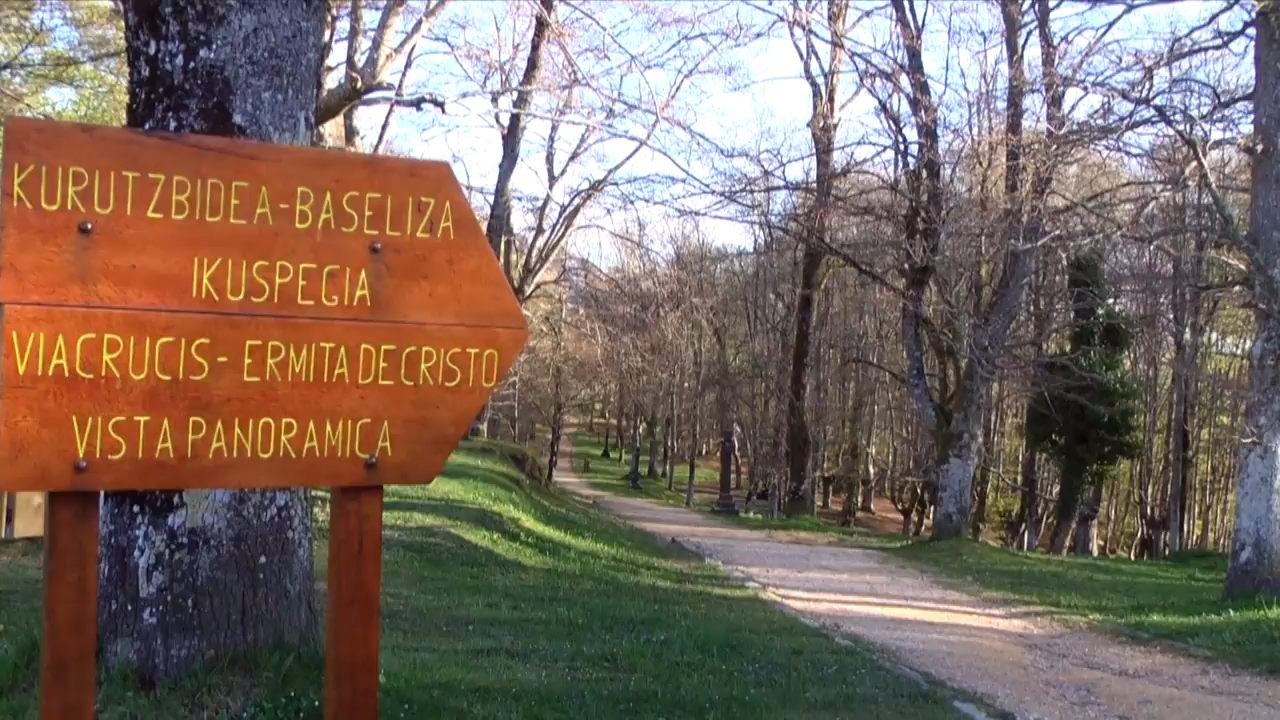 KURUTZBIDEA-BASELIZA
IKUSPEGIA
VIACRUCIS- ERMITA DE CRISTO
VISTA PANORAMICA